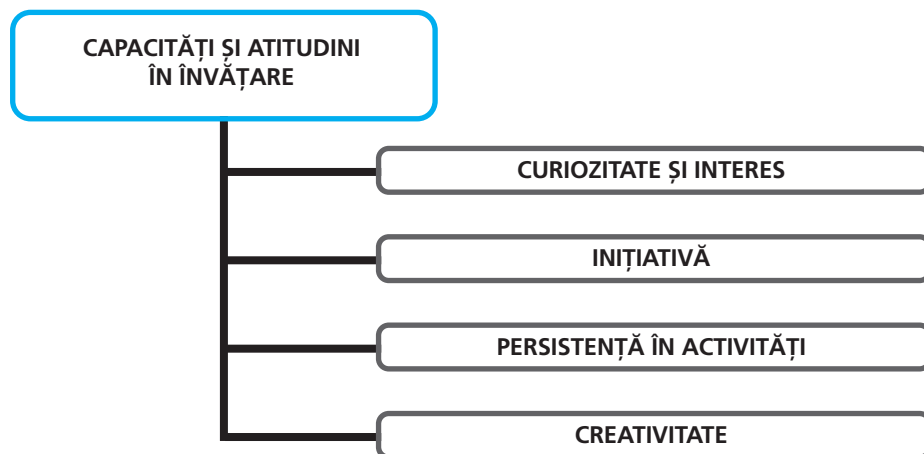 CAPACITĂȚI ȘI ATITUDINI
ÎN ÎNVĂȚARE
CURIOZITATE ȘI INTERES
INIȚIATIVĂ
PERSISTENȚĂ ÎN ACTIVITĂȚI
CREATIVITATE